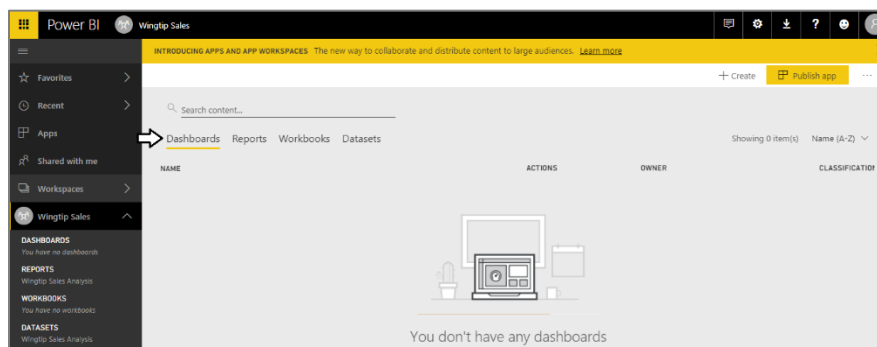 Power BI Wingtip Sales ?
INTRODUCING APPS AND APP WORKSPACES The new way to collaborate and distribute content to large audiences. Learn more
+ Create Publish app ...
Favorites
Recent
Apps
Shared with me
Workspaces
Wingtip Sales
DASHBOARDS
You have no dashboards
REPORTS
Wingtip Sales Analysis
WORKBOOKS
You have no workbooks
DATASETS
Wingtip Sales Analysis
Search content...
Dashboards Reports Workbooks Datasets Showing 0 item(s) Name (A-Z)
NAME ACTIONS OWNER CLASSIFICATION
You don't have any dashboards